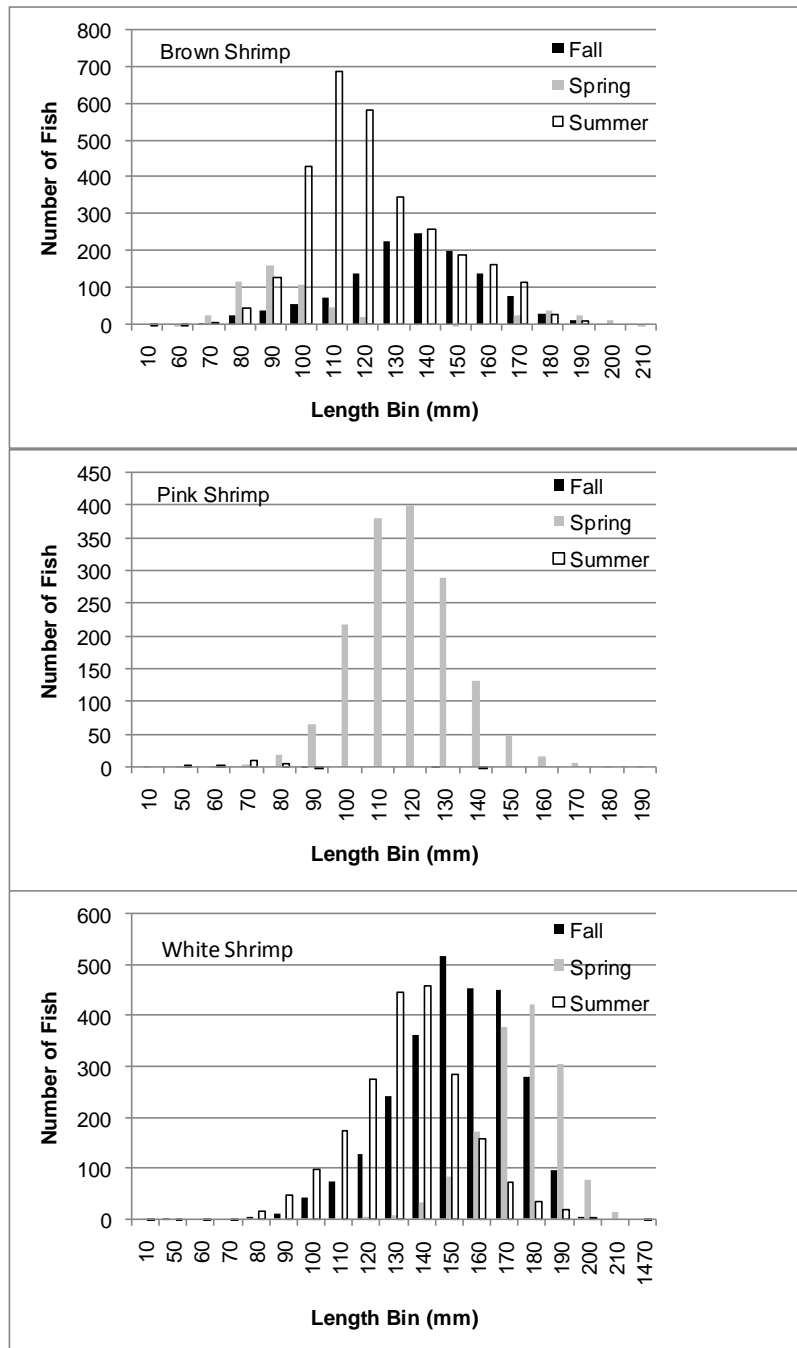 Brown Shrimp
Fall
Spring
Summer
Number of Fish
800
700
600
500
400
300
200
100
0
10 60 70 80 90 100 110 120 130 140 150 160 170 180 190 200 210
Length Bin (mm)
Pink Shrimp
Fall
Spring
Summer
Number of Fish
450
400
350
300
250
200
150
100
50
0
10 50 60 70 80 90 100 110 120 130 140 150 160 170 180 190
Length Bin (mm)
White Shrimp
Fall
Spring
Summer
Number of Fish
600
500
400
300
200
100
0
10 50 60 70 80 90 100 110 120 130 140 150 160 170 180 190 200 210 1470
Length Bin (mm)